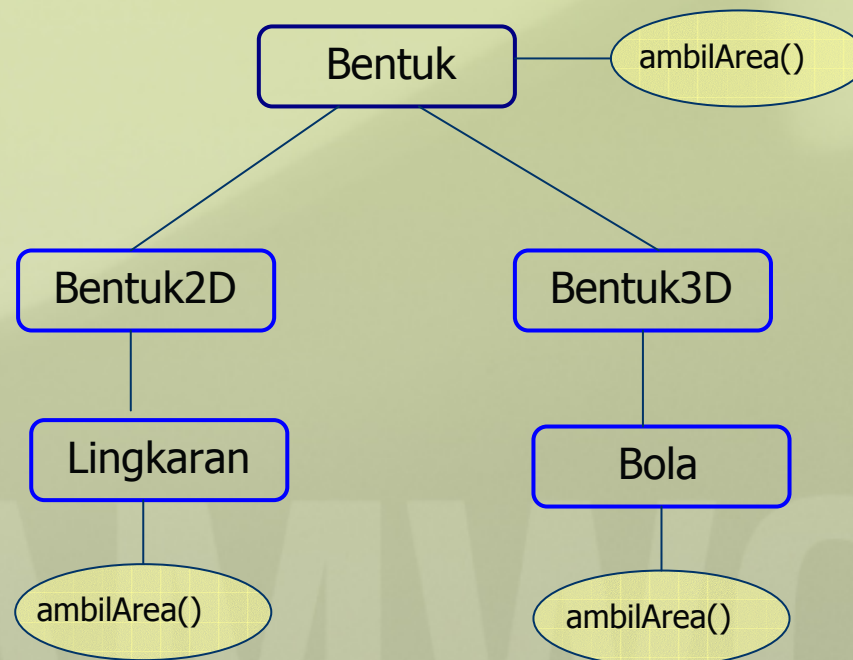 Bentuk
ambilArea()
Bentuk2D
Bentuk3D
Lingkaran
Bola
ambilArea()
ambilArea()